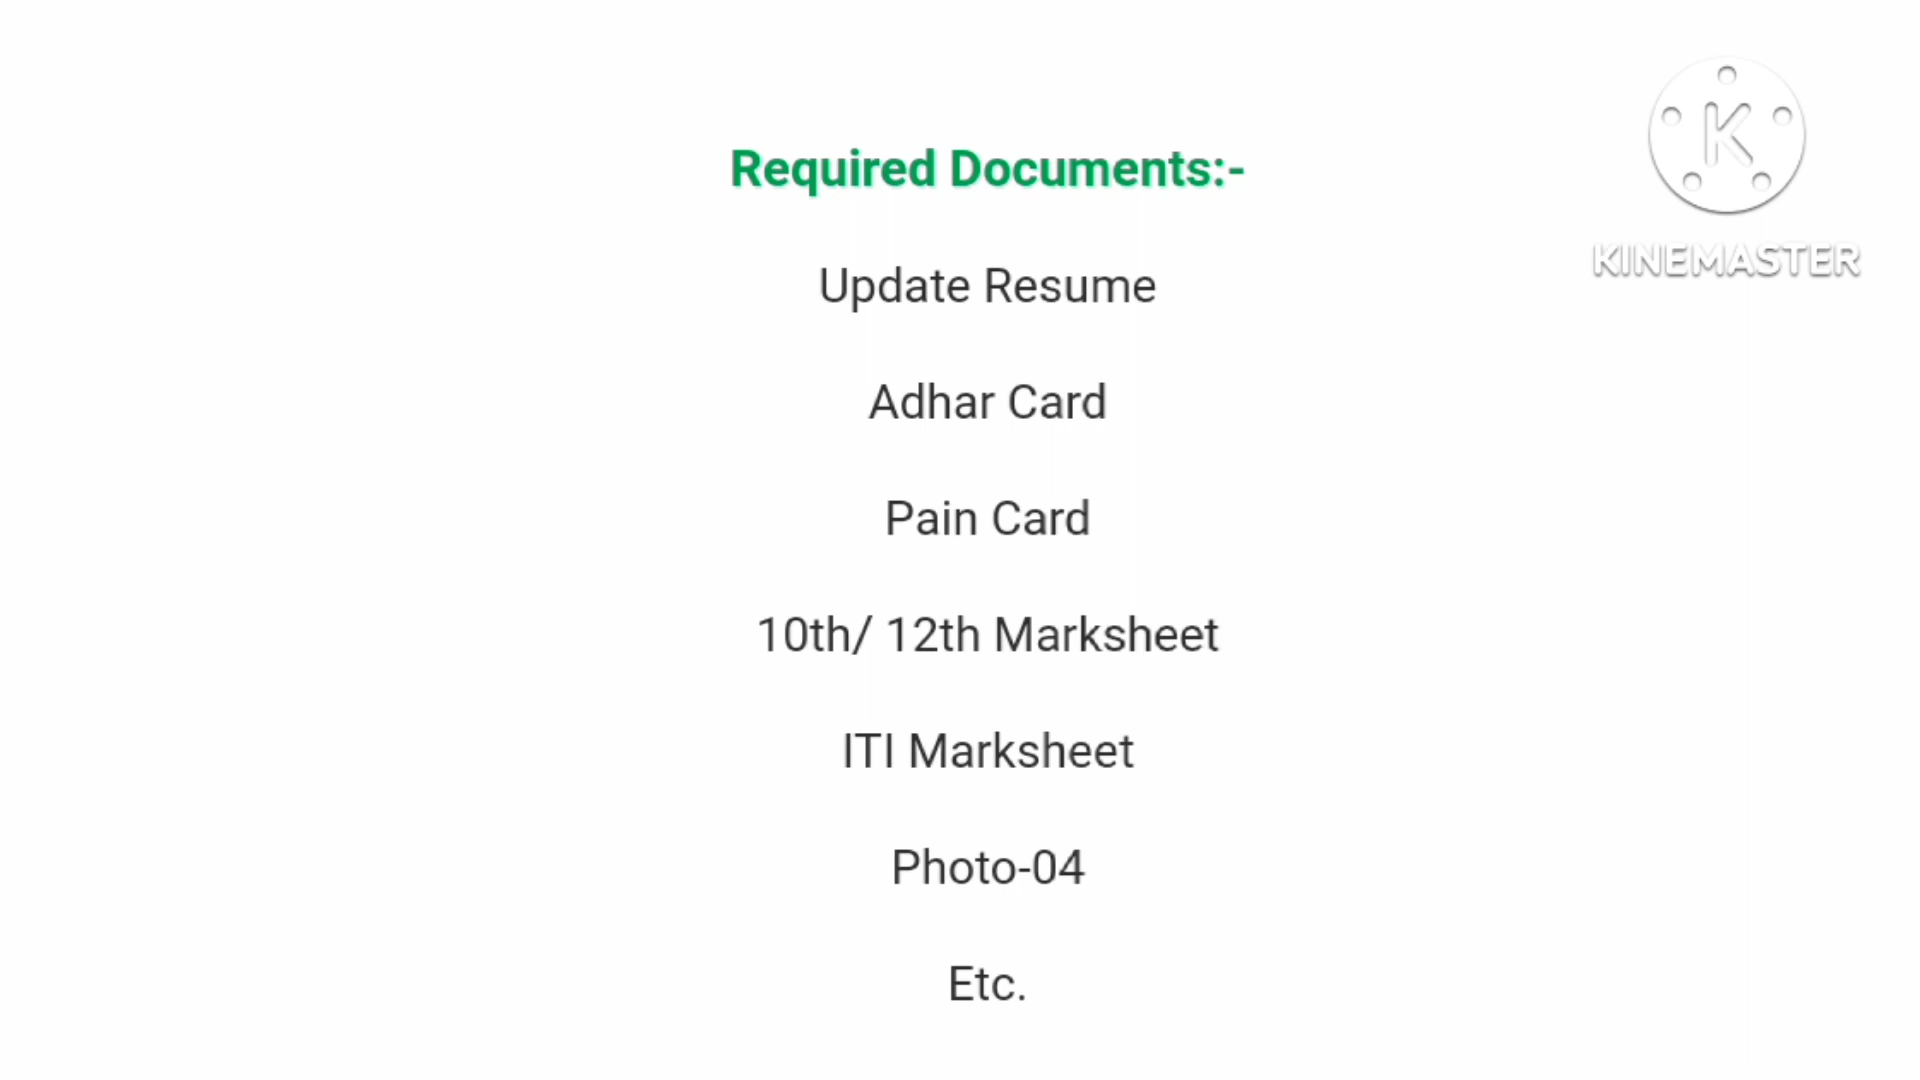 Required Documents:-
Update Resume
Adhar Card
Pain Card
10th/ 12th Marksheet
ITI Marksheet
Photo-04
Etc.
K
KINEMASTER